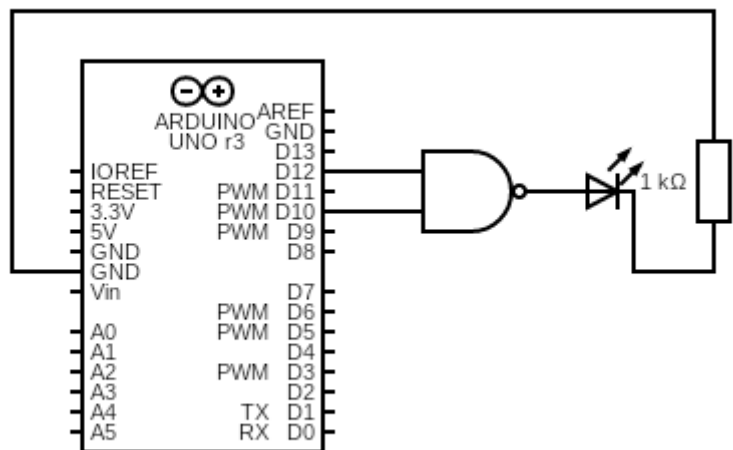 ARDUINO
UNO r3
AREF
GND
D13
IOREF D12
RESET PWM D11
3.3V PWM D10
5V PWM D9
GND D8
GND
Vin D7
PWM D6
A0 PWM D5
A1 D4
A2 PWM D3
A3 D2
A4 TX D1
A5 RX D0
1 kΩ